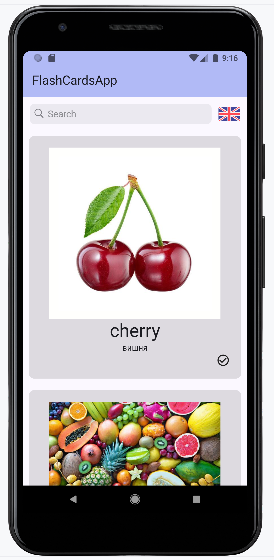 9:16
FlashCardsApp
Search
cherry
вишня